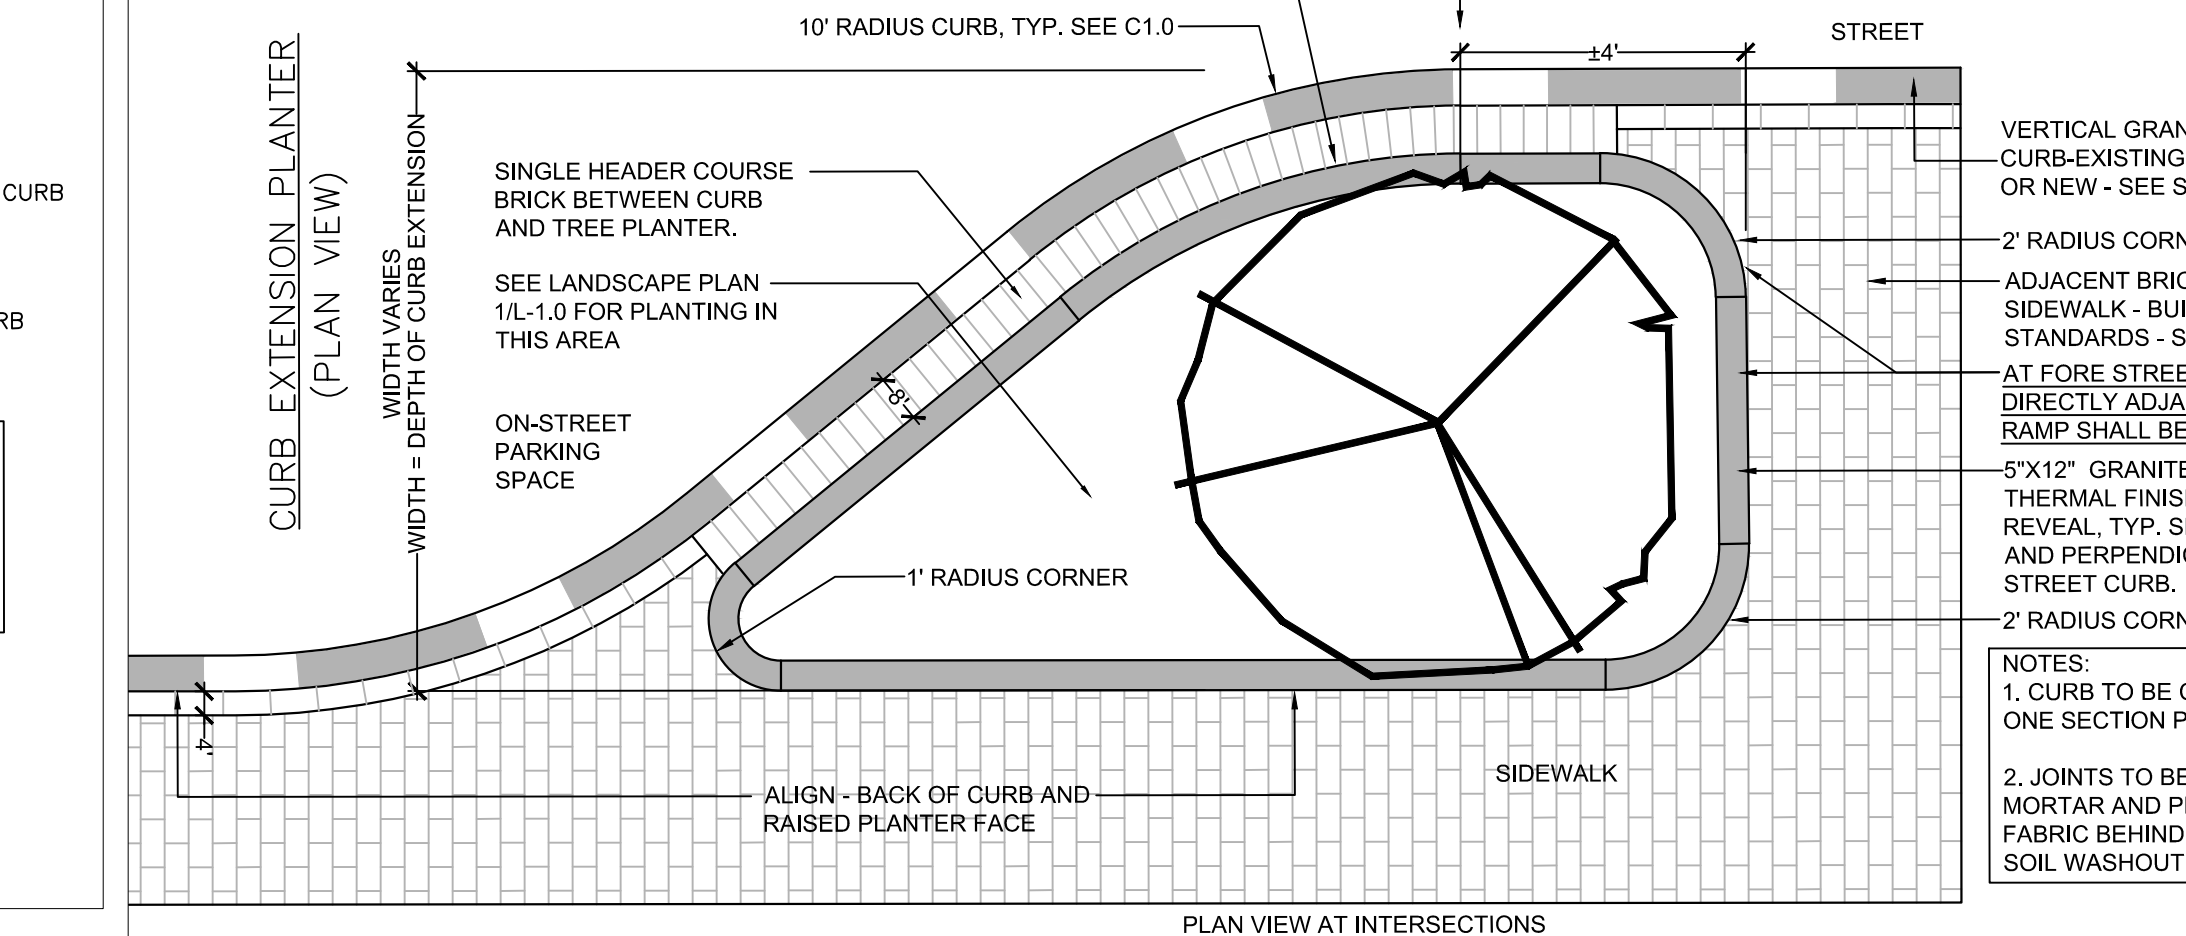 CURB
RB
CURB EXTENSION PLANTER
(PLAN VIEW)
WIDTH VARIES
WIDTH = DEPTH OF CURB EXTENSION
10' RADIUS CURB, TYP. SEE C1.0
±4'
STREET
SINGLE HEADER COURSE
BRICK BETWEEN CURB
AND TREE PLANTER.
SEE LANDSCAPE PLAN
1/L-1.0 FOR PLANTING IN
THIS AREA
ON-STREET
PARKING
SPACE
8'
1' RADIUS CORNER
4'
ALIGN - BACK OF CURB AND
RAISED PLANTER FACE
SIDEWALK
VERTICAL GRAN
CURB-EXISTING
OR NEW - SEE S
2' RADIUS CORN
ADJACENT BRIC
SIDEWALK - BUI
STANDARDS - S
AT FORE STREE
DIRECTLY ADJA
RAMP SHALL BE
5"X12" GRANITE
THERMAL FINIS
REVEAL, TYP. S
AND PERPENDI
STREET CURB.
2' RADIUS CORN
NOTES:
1. CURB TO BE C
ONE SECTION P
2. JOINTS TO BE
MORTAR AND P
FABRIC BEHIND
SOIL WASHOUT
PLAN VIEW AT INTERSECTIONS